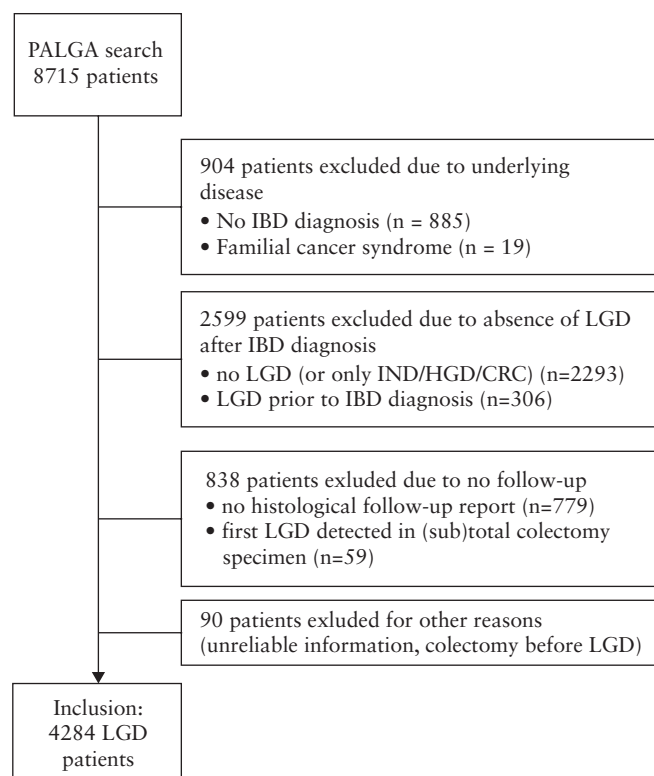 PALGA search
8715 patients
904 patients excluded due to underlying
disease
• No IBD diagnosis (n = 885)
• Familial cancer syndrome (n = 19)
2599 patients excluded due to absence of LGD
after IBD diagnosis
• no LGD (or only IND/HGD/CRC) (n=2293)
• LGD prior to IBD diagnosis (n=306)
838 patients exluded due to no follow-up
• no histological follow-up report (n=779)
• first LGD detected in (sub)total colectomy
specimen (n=59)
90 patients exluded for other reasons
(unreliable information, colectomy before LGD)
Inclusion:
4284 LGD
patients